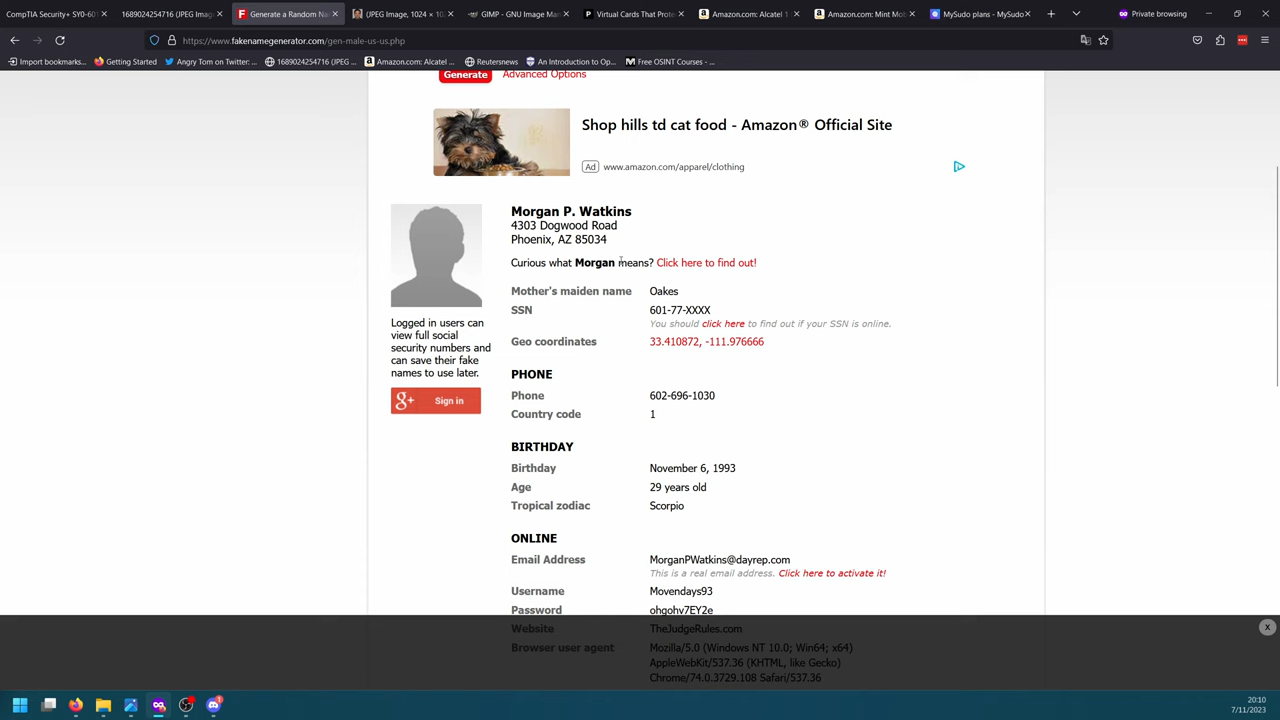 CompTIA Security+ SY0-60
1689024254716 (JPEG Imag
Generate a Random Na
(JPEG Image, 1024 × 10
GIMP - GNU Image Man
Virtual Cards That Prote
Amazon.com: Alcatel 1
Amazon.com: Mint Mob
MySudo plans - MySudo
Private browsing
https://www.fakenamegenerator.com/gen-male-us-us.php
Import bookmarks...
Getting Started
Angry Tom on Twitter: ...
1689024254716 (JPEG ...
Amazon.com: Alcatel ...
Reutersnews
An Introduction to Op...
Free OSINT Courses - ...
Generate
Advanced Options
Shop hills td cat food - Amazon® Official Site
Ad www.amazon.com/apparel/clothing
Morgan P. Watkins
4303 Dogwood Road
Phoenix, AZ 85034
Curious what Morgan means? Click here to find out!
Mother's maiden name Oakes
SSN 601-77-XXXX
You should click here to find out if your SSN is online.
Geo coordinates 33.410872, -111.976666
Logged in users can
view full social
security numbers and
can save their fake
names to use later.
g+ Sign in
PHONE
Phone 602-696-1030
Country code 1
BIRTHDAY
Birthday November 6, 1993
Age 29 years old
Tropical zodiac Scorpio
ONLINE
Email Address MorganPWatkins@dayrep.com
This is a real email address. Click here to activate it!
Username Movendays93
Password ohgohv7EY2e
Website TheJudgeRules.com
Browser user agent Mozilla/5.0 (Windows NT 10.0; Win64; x64)
AppleWebKit/537.36 (KHTML, like Gecko)
Chrome/74.0.3729.108 Safari/537.36
X
20:10
7/11/2023